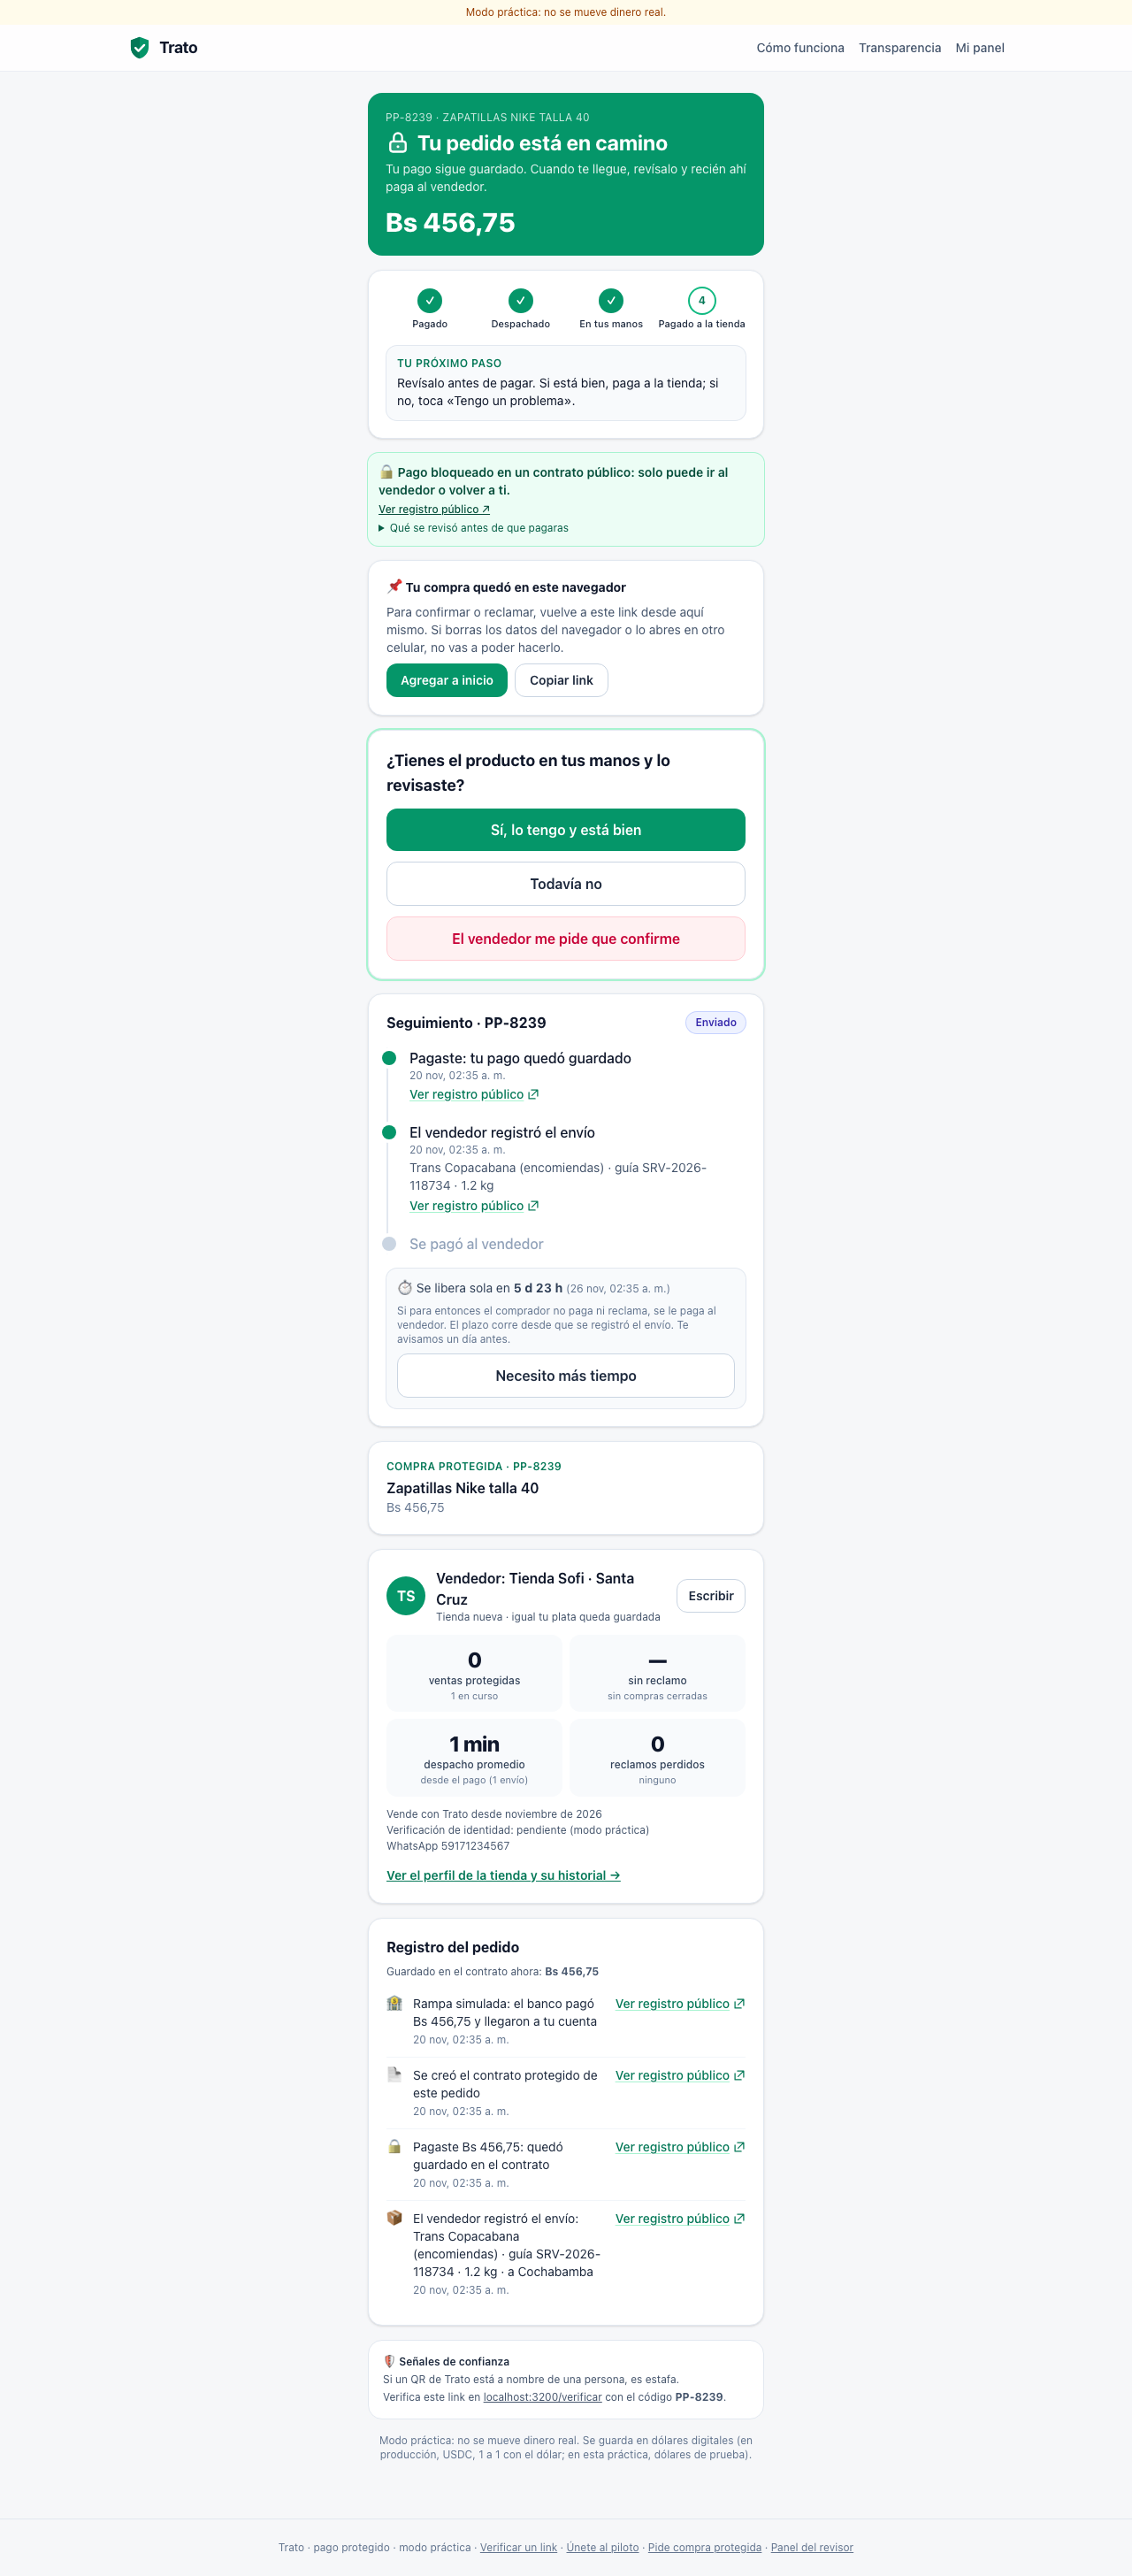 Modo práctica: no se mueve dinero real.
Trato
Cómo funciona
Transparencia
Mi panel
PP-8239 · ZAPATILLAS NIKE TALLA 40
Tu pedido está en camino
Tu pago sigue guardado. Cuando te llegue, revísalo y recién ahí
paga al vendedor.
Bs 456,75
4
Pagado
Despachado
En tus manos
Pagado a la tienda
TU PRÓXIMO PASO
Revísalo antes de pagar. Si está bien, paga a la tienda; si
no, toca «Tengo un problema».
Pago bloqueado en un contrato público: solo puede ir al
vendedor o volver a ti.
Ver registro público ↗
▶ Qué se revisó antes de que pagaras
Tu compra quedó en este navegador
Para confirmar o reclamar, vuelve a este link desde aquí
mismo. Si borras los datos del navegador o lo abres en otro
celular, no vas a poder hacerlo.
Agregar a inicio
Copiar link
¿Tienes el producto en tus manos y lo
revisaste?
Sí, lo tengo y está bien
Todavía no
El vendedor me pide que confirme
Seguimiento · PP-8239
Enviado
Pagaste: tu pago quedó guardado
20 nov, 02:35 a. m.
Ver registro público
El vendedor registró el envío
20 nov, 02:35 a. m.
Trans Copacabana (encomiendas) · guía SRV-2026-
118734 · 1.2 kg
Ver registro público
Se pagó al vendedor
Se libera sola en 5 d 23 h (26 nov, 02:35 a. m.)
Si para entonces el comprador no paga ni reclama, se le paga al
vendedor. El plazo corre desde que se registró el envío. Te
avisamos un día antes.
Necesito más tiempo
COMPRA PROTEGIDA · PP-8239
Zapatillas Nike talla 40
Bs 456,75
TS
Vendedor: Tienda Sofi · Santa
Cruz
Tienda nueva · igual tu plata queda guardada
Escribir
0
ventas protegidas
1 en curso
—
sin reclamo
sin compras cerradas
1 min
despacho promedio
desde el pago (1 envío)
0
reclamos perdidos
ninguno
Vende con Trato desde noviembre de 2026
Verificación de identidad: pendiente (modo práctica)
WhatsApp 59171234567
Ver el perfil de la tienda y su historial →
Registro del pedido
Guardado en el contrato ahora: Bs 456,75
Rampa simulada: el banco pagó
Bs 456,75 y llegaron a tu cuenta
20 nov, 02:35 a. m.
Ver registro público
Se creó el contrato protegido de
este pedido
20 nov, 02:35 a. m.
Ver registro público
Pagaste Bs 456,75: quedó
guardado en el contrato
20 nov, 02:35 a. m.
Ver registro público
El vendedor registró el envío:
Trans Copacabana
(encomiendas) · guía SRV-2026-
118734 · 1.2 kg · a Cochabamba
20 nov, 02:35 a. m.
Ver registro público
Señales de confianza
Si un QR de Trato está a nombre de una persona, es estafa.
Verifica este link en localhost:3200/verificar con el código PP-8239.
Modo práctica: no se mueve dinero real. Se guarda en dólares digitales (en
producción, USDC, 1 a 1 con el dólar; en esta práctica, dólares de prueba).
Trato · pago protegido · modo práctica · Verificar un link · Únete al piloto · Pide compra protegida · Panel del revisor